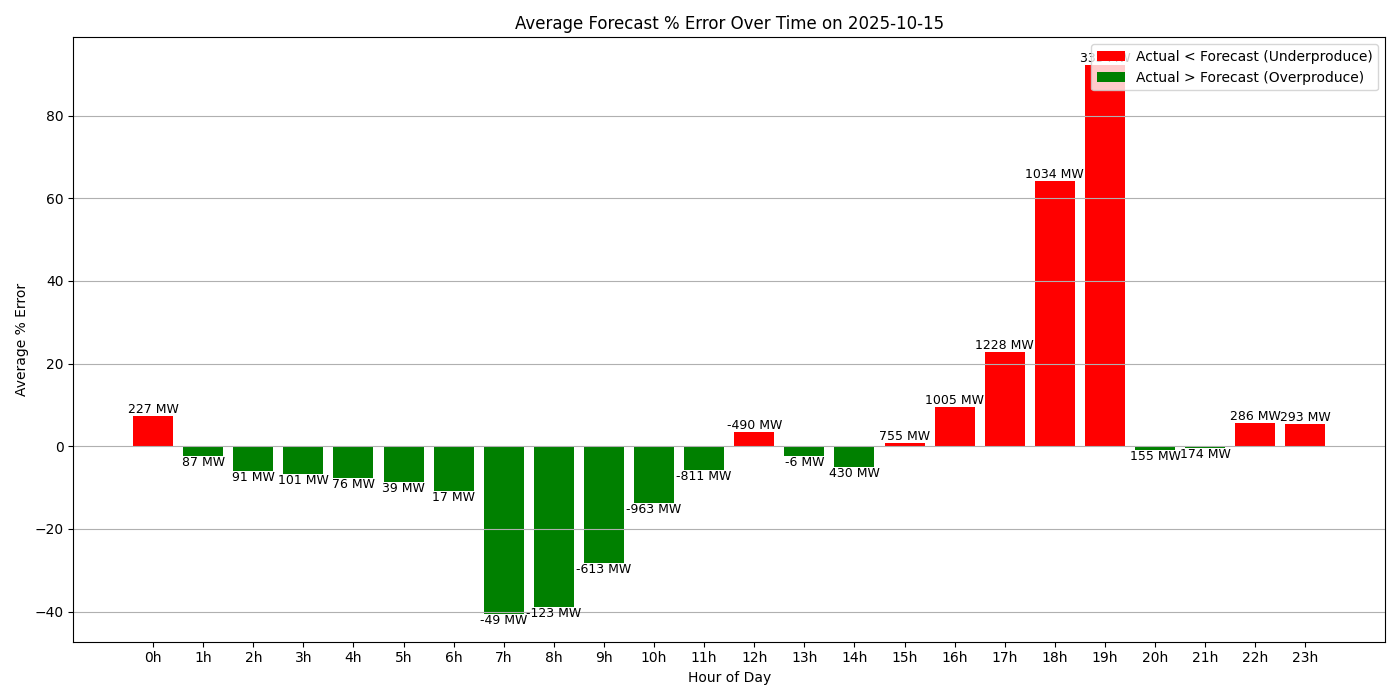 Average Forecast % Error Over Time on 2025-10-15
Actual < Forecast (Underproduce)
Actual > Forecast (Overproduce)
Average % Error
80
60
40
20
0
−20
−40
227 MW
87 MW
91 MW
101 MW
76 MW
39 MW
17 MW
-49 MW
-123 MW
-613 MW
-963 MW
-811 MW
-490 MW
-6 MW
430 MW
755 MW
1005 MW
1228 MW
1034 MW
155 MW
174 MW
286 MW
293 MW
0h 1h 2h 3h 4h 5h 6h 7h 8h 9h 10h 11h 12h 13h 14h 15h 16h 17h 18h 19h 20h 21h 22h 23h
Hour of Day